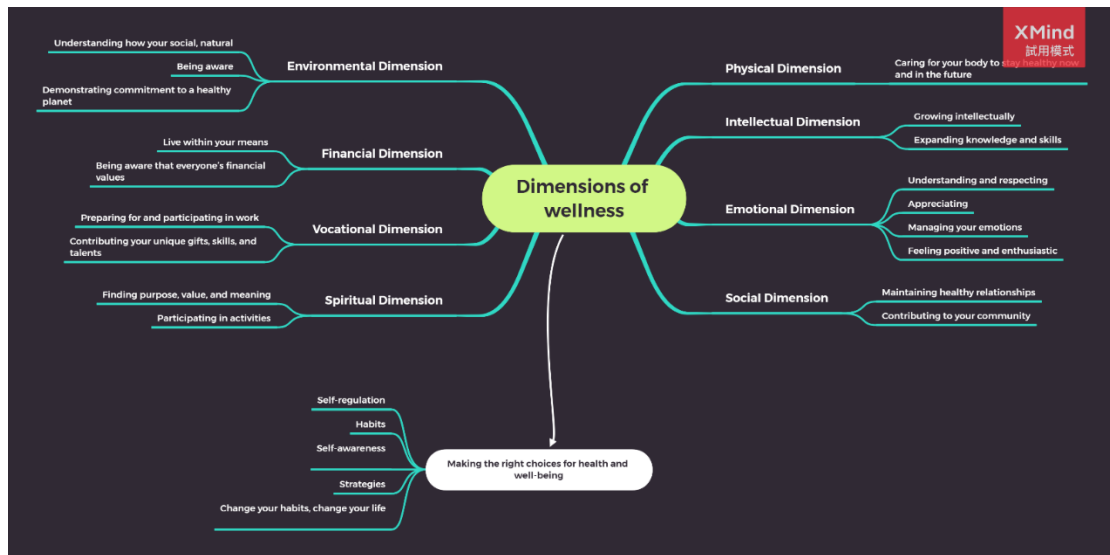 XMind
試用模式
Dimensions of
wellness
Physical Dimension
Caring for your body to stay healthy now
and in the future
Intellectual Dimension
Growing intellectually
Expanding knowledge and skills
Emotional Dimension
Understanding and respecting
Appreciating
Managing your emotions
Feeling positive and enthusiastic
Social Dimension
Maintaining healthy relationships
Contributing to your community
Environmental Dimension
Understanding how your social, natural
Being aware
Demonstrating commitment to a healthy
planet
Financial Dimension
Live within your means
Being aware that everyone's financial
values
Vocational Dimension
Preparing for and participating in work
Contributing your unique gifts, skills, and
talents
Spiritual Dimension
Finding purpose, value, and meaning
Participating in activities
Making the right choices for health and
well-being
Self-regulation
Habits
Self-awareness
Strategies
Change your habits, change your life